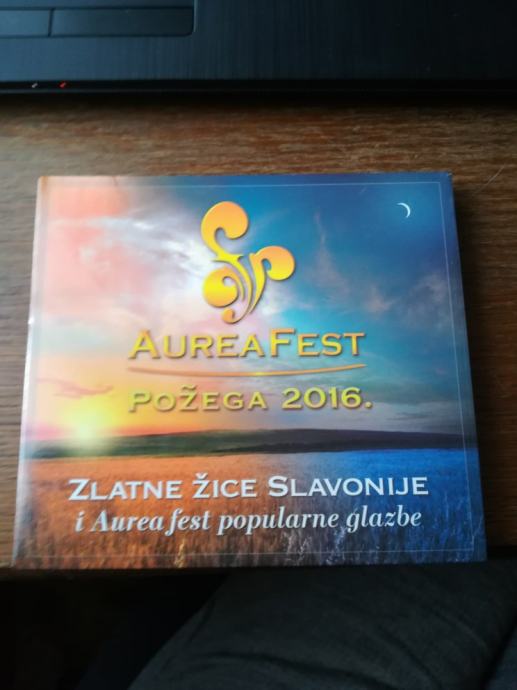 AUREAFEST
POŽEGA 2016.
ZLATNE ŽICE SLAVONIJE
i Aurea fest popularne glazbe